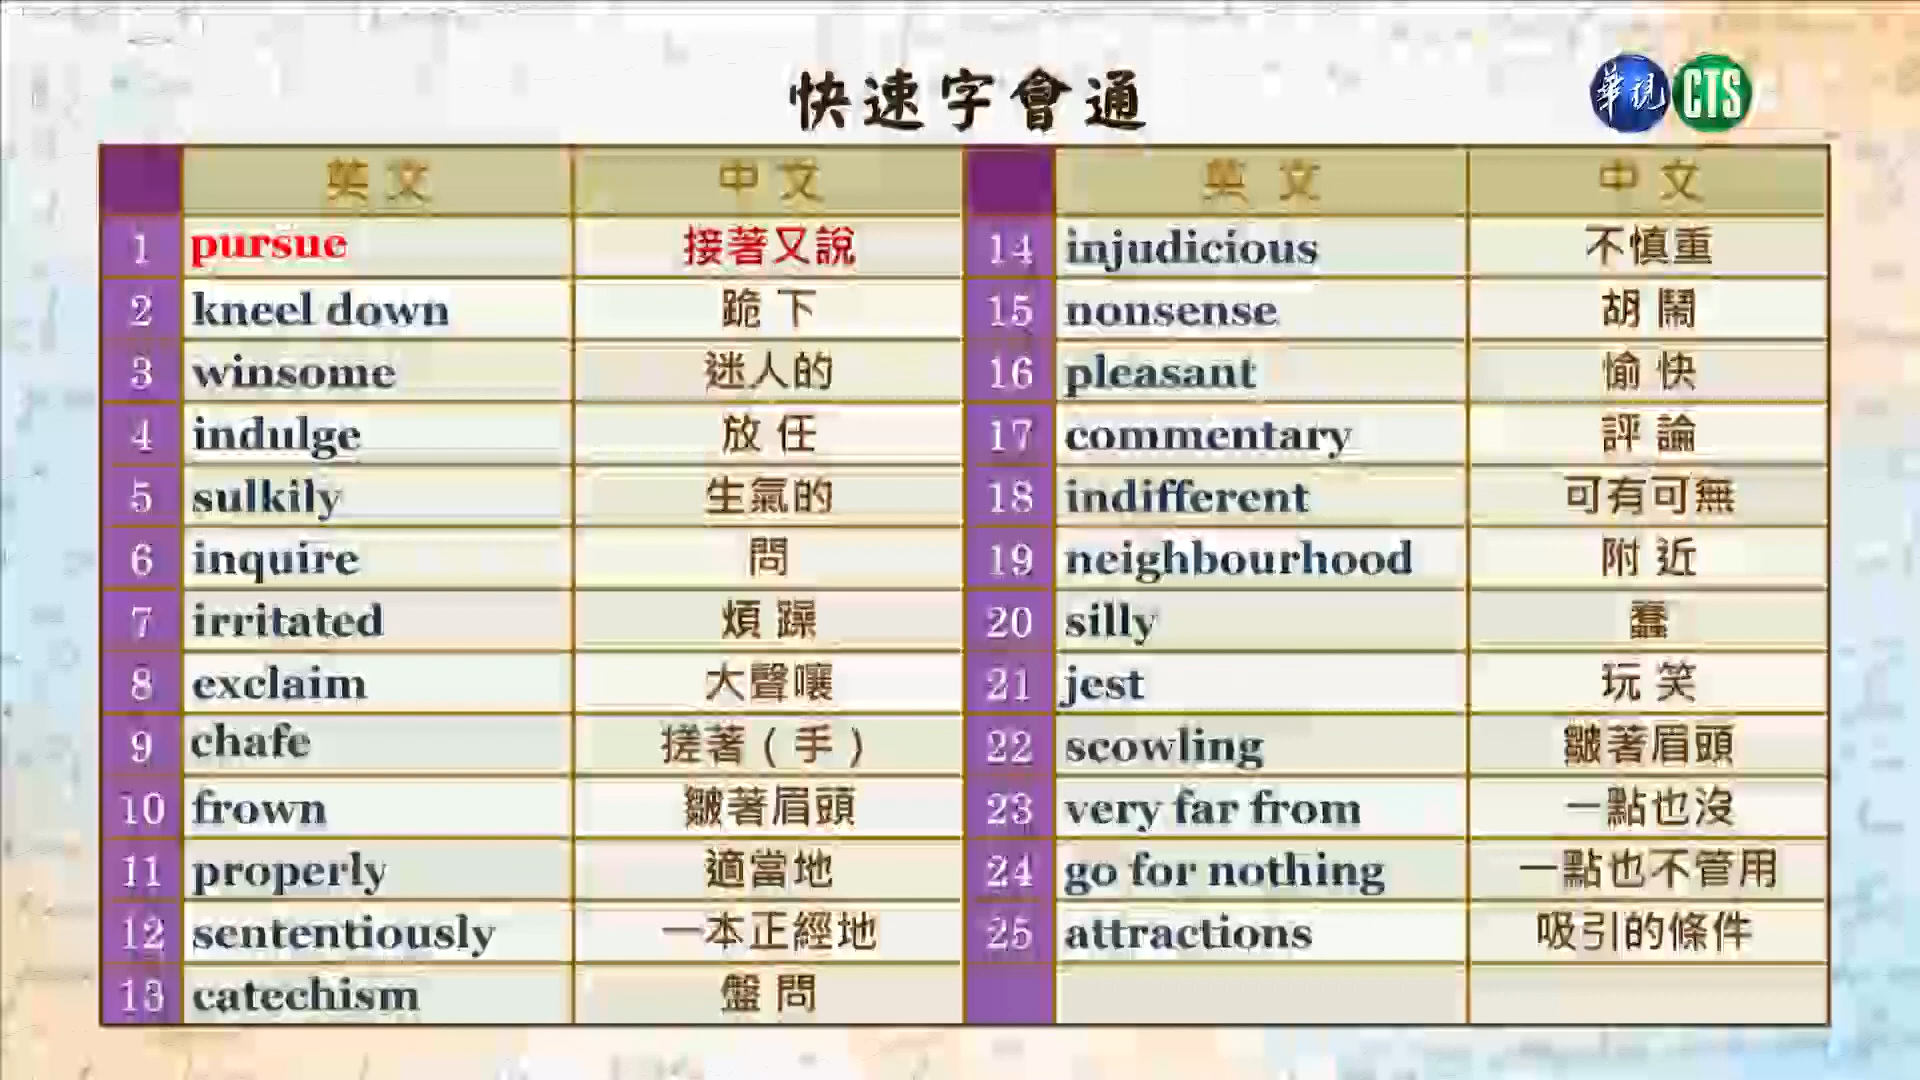 快速字會通
華視 CTS
英文 中文 英文 中文
1 pursue 接著又說 14 injudicious 不慎重
2 kneel down 跪下 15 nonsense 胡鬧
3 winsome 迷人的 16 pleasant 愉快
4 indulge 放任 17 commentary 評論
5 sulkily 生氣的 18 indifferent 可有可無
6 inquire 問 19 neighbourhood 附近
7 irritated 煩躁 20 silly 蠢
8 exclaim 大聲嚷 21 jest 玩笑
9 chafe 搓著（手） 22 scowling 皺著眉頭
10 frown 皺著眉頭 23 very far from 一點也沒
11 properly 適當地 24 go for nothing 一點也不管用
12 sententiously 一本正經地 25 attractions 吸引的條件
13 catechism 盤問